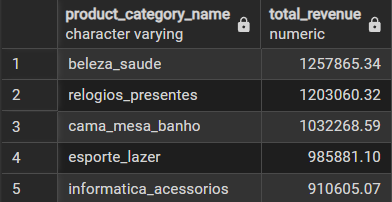 product_category_name total_revenue
character varying numeric
1 beleza_saude 1257865.34
2 relogios_presentes 1203060.32
3 cama_mesa_banho 1032268.59
4 esporte_lazer 985881.10
5 informatica_acessorios 910605.07